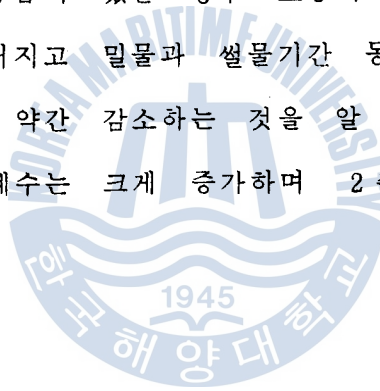 어지고 밀물과 썰물기간
약간 감소하는 것을 알
계수는 크게 증가하며 2
KOREA MARITIME UNIVERSITY
1945
한국해양대학교